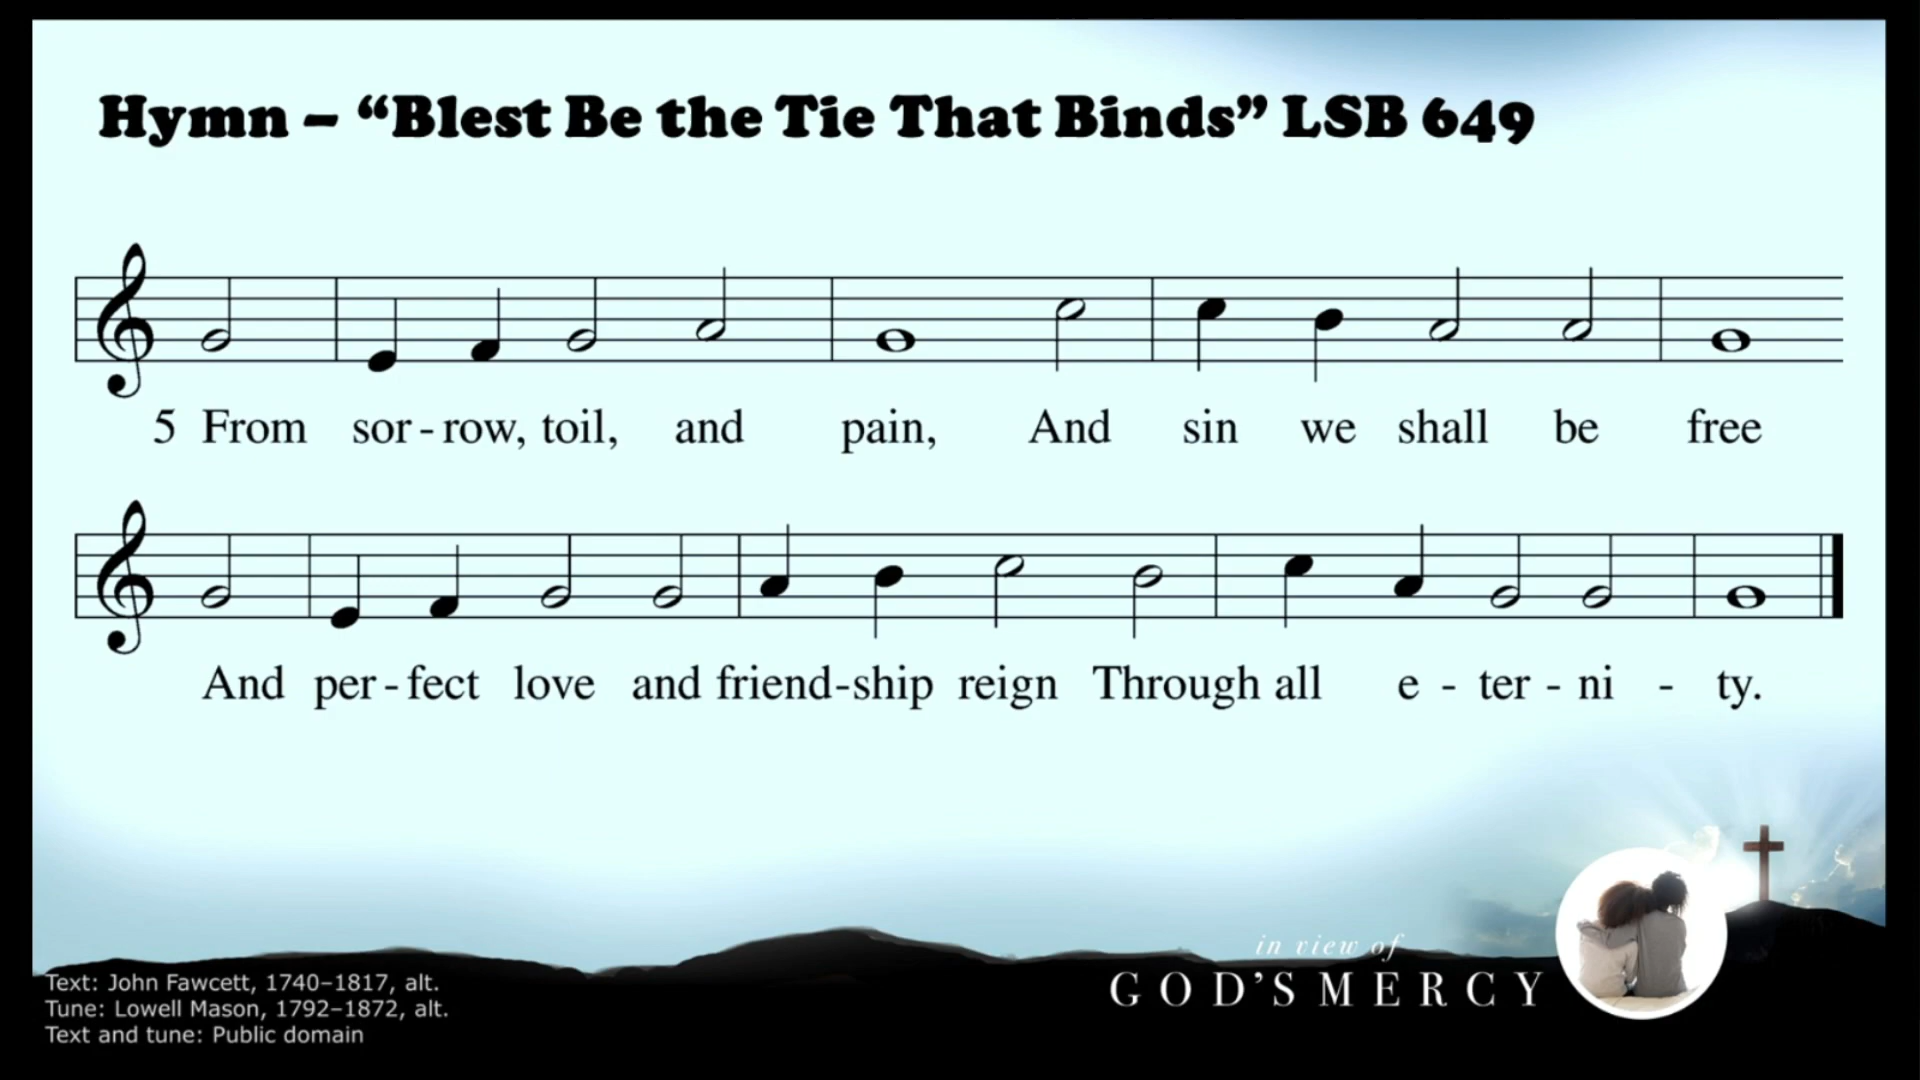 Hymn – “Blest Be the Tie That Binds” LSB 649
5 From sor - row, toil, and pain, And sin we shall be free
And per - fect love and friend - ship reign Through all e - ter - ni - ty.
in view of
GOD’S MERCY
Text: John Fawcett, 1740–1817, alt.
Tune: Lowell Mason, 1792–1872, alt.
Text and tune: Public domain